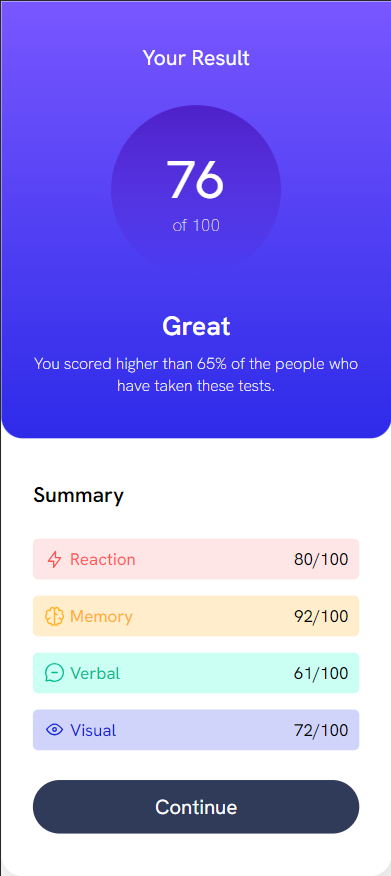 Your Result
76
of 100
Great
You scored higher than 65% of the people who
have taken these tests.
Summary
Reaction 80/100
Memory 92/100
Verbal 61/100
Visual 72/100
Continue